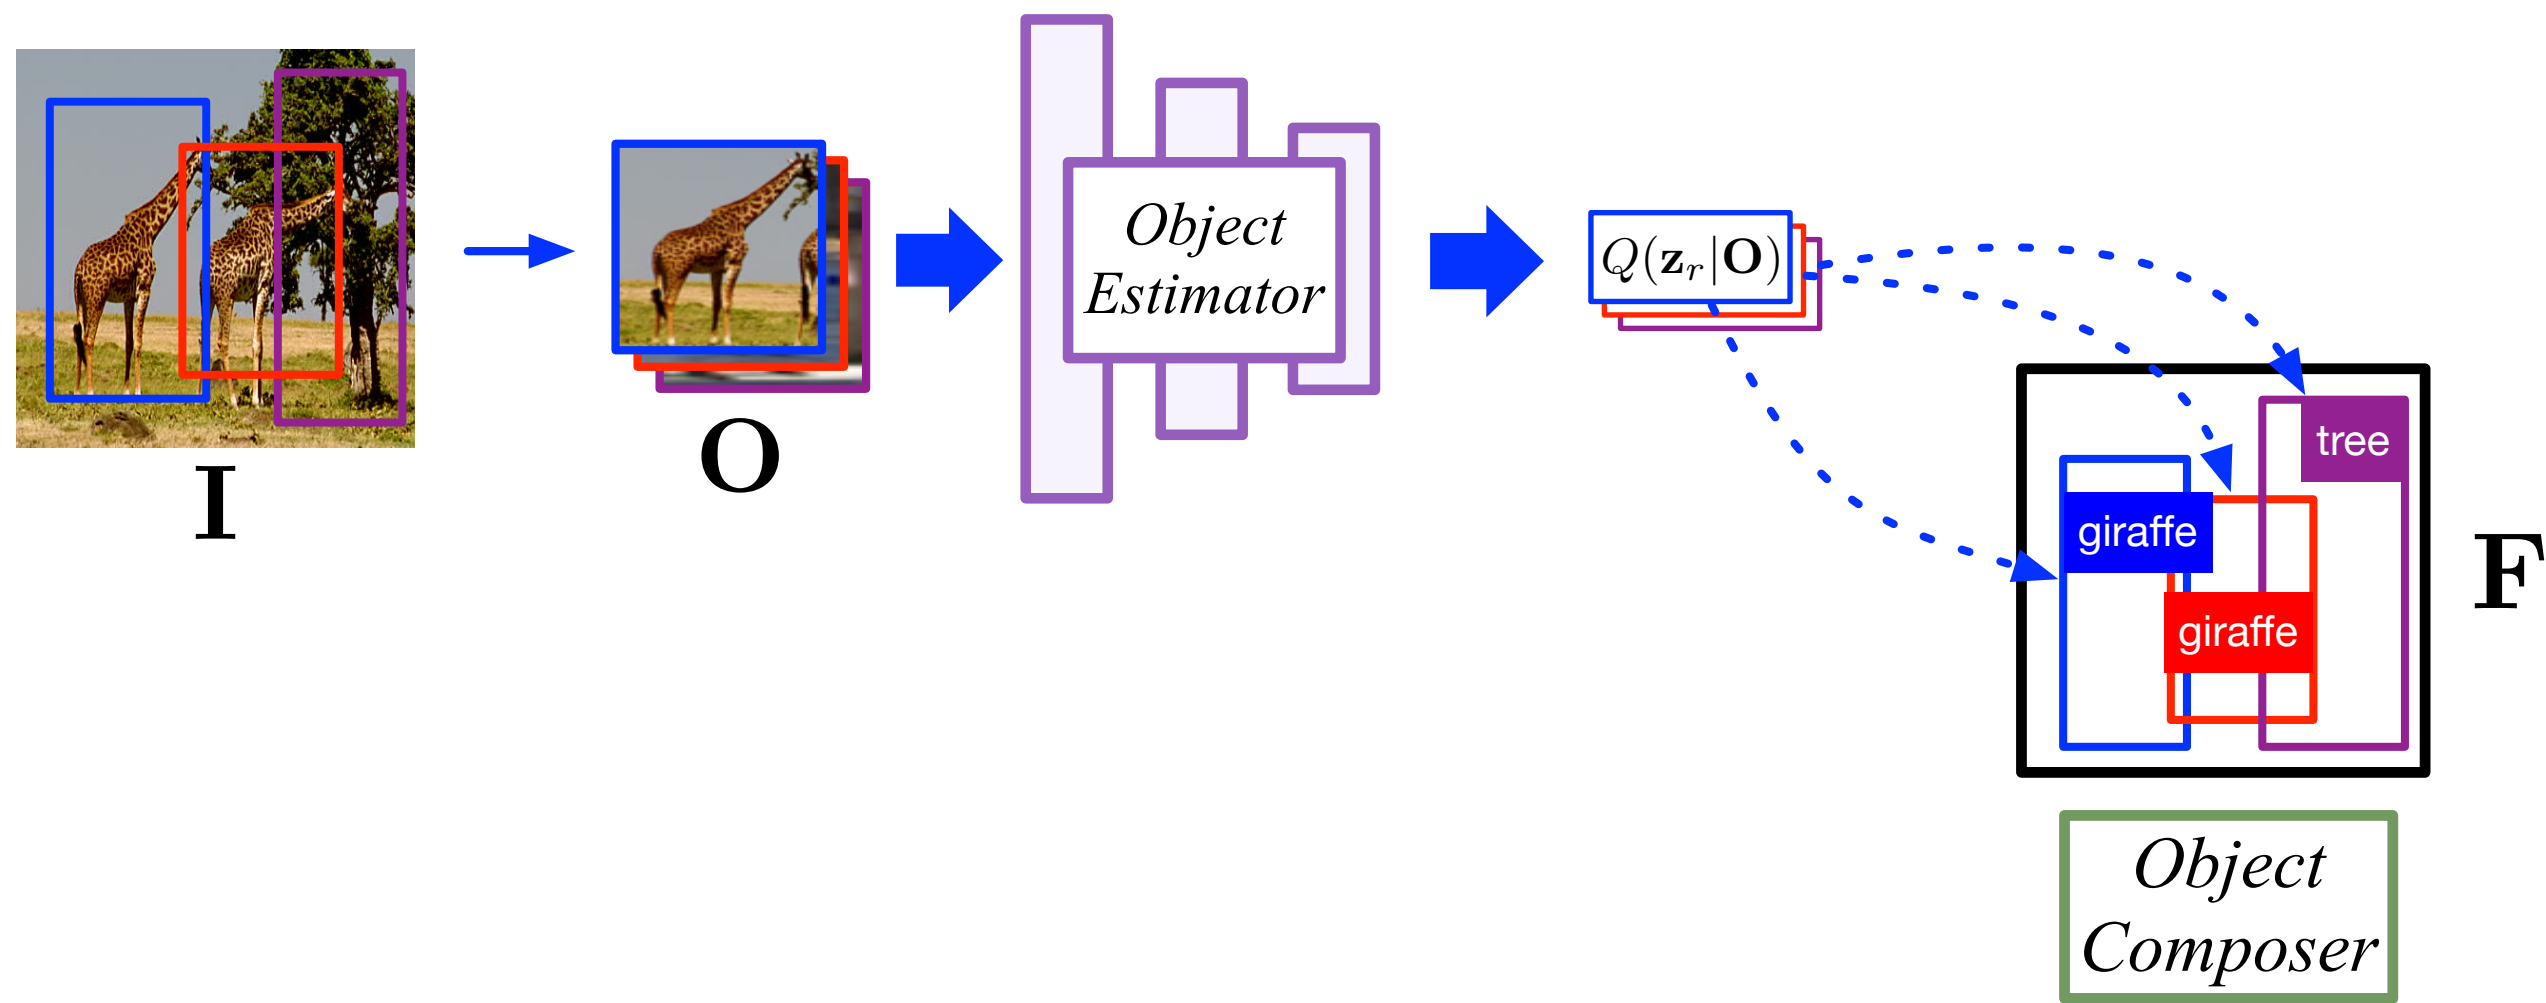 I
O
Object
Estimator
Q(𝐳_r|𝐎)
tree
giraffe
giraffe
F
Object
Composer